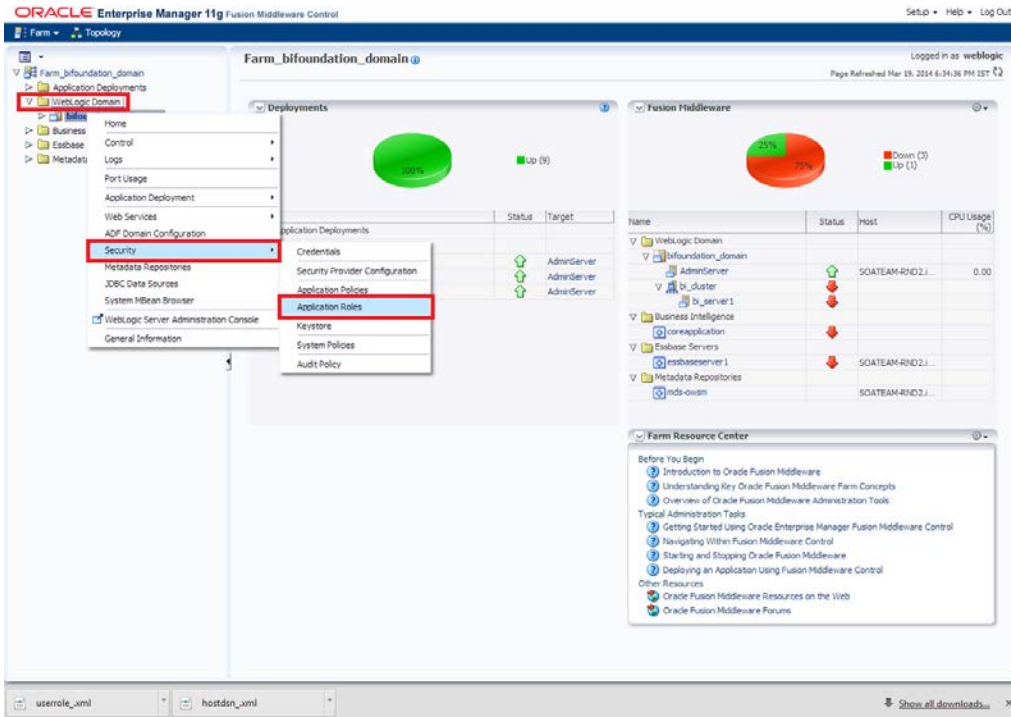 ORACLE Enterprise Manager 11g Fusion Middleware Control
Setup Help Log Out
Farm Topology
Farm_bifoundation_domain
Application Deployments
WebLogic Domain
Business
Essbase
Farm_bifoundation_domain
Logged in as weblogic
Page Refreshed Mar 19, 2014 6:34:36 PM IST
Home
Control
Logs
Port Usage
Application Deployment
Web Services
ADF Domain Configuration
Security
Metadata Repositories
JDBC Data Sources
System MBean Browser
WebLogic Server Administration Console
General Information
Credentials
Security Provider Configuration
Application Policies
Application Roles
Keystore
System Policies
Audit Policy
Deployments
100%
Up (9)
Status Target
AdminServer
AdminServer
AdminServer
Fusion Middleware
25%
75%
Down (3)
Up (1)
Name Status Host CPU Usage (%)
WebLogic Domain
bifoundation_domain
AdminServer SOATEAM-RND2.i... 0.00
bi_cluster
bi_server1
Business Intelligence
coreapplication
Essbase Servers
essbaseserver1 SOATEAM-RND2.i...
Metadata Repositories
mds-owsm SOATEAM-RND2.i...
Farm Resource Center
Before You Begin
Introduction to Oracle Fusion Middleware
Understanding Key Oracle Fusion Middleware Farm Concepts
Overview of Oracle Fusion Middleware Administration Tools
Typical Administration Tasks
Getting Started Using Oracle Enterprise Manager Fusion Middleware Control
Navigating Within Fusion Middleware Control
Starting and Stopping Oracle Fusion Middleware
Deploying an Application Using Fusion Middleware Control
Other Resources
Oracle Fusion Middleware Resources on the Web
Oracle Fusion Middleware Forums
userrole_.xml
hostdsn_.xml
Show all downloads...